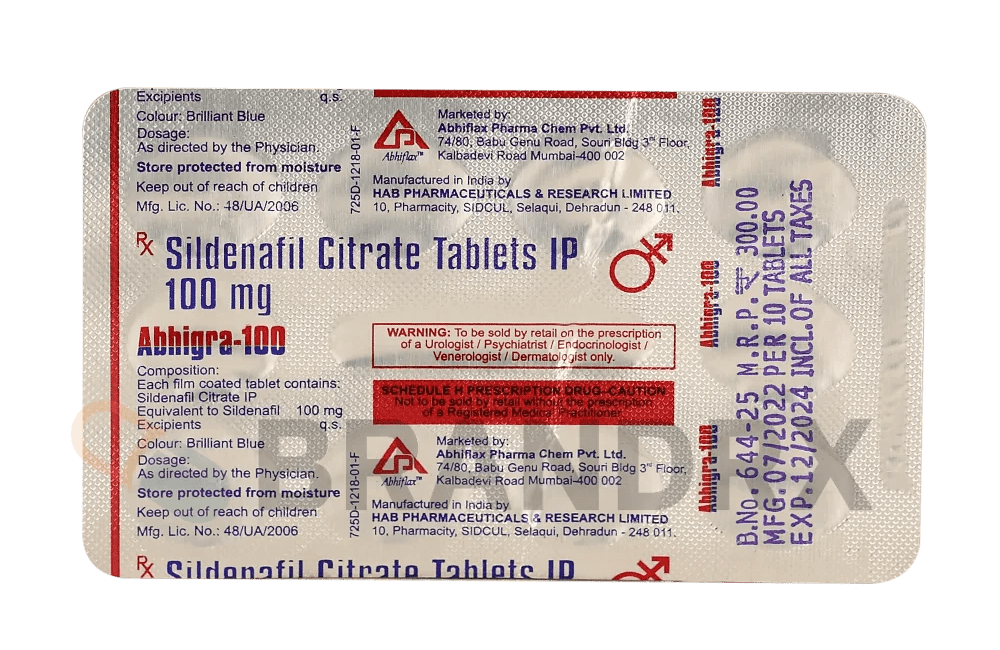 Excipients q.s.
Colour: Brilliant Blue
Dosage:
As directed by the Physician.
Store protected from moisture
Keep out of reach of children
Mfg. Lic. No.: 48/UA/2006
725D-1218-01-F
Abhiflax™
Marketed by:
Abhiflax Pharma Chem Pvt. Ltd.
74/80, Babu Genu Road, Souri Bldg 3rd Floor,
Kalbadevi Road Mumbai-400 002
Manufactured in India by
HAB PHARMACEUTICALS & RESEARCH LIMITED
10, Pharmacity, SIDCUL, Selaqui, Dehradun - 248 011.
Rx Sildenafil Citrate Tablets IP
100 mg
Abhigra-100
Composition:
Each film coated tablet contains:
Sildenafil Citrate IP
Equivalent to Sildenafil 100 mg
Excipients q.s.
Colour: Brilliant Blue
Dosage:
As directed by the Physician.
Store protected from moisture
Keep out of reach of children
Mfg. Lic. No.: 48/UA/2006
725D-1218-01-F
WARNING: To be sold by retail on the prescription
of a Urologist / Psychiatrist / Endocrinologist /
Venerologist / Dermatologist only.
SCHEDULE H PRESCRIPTION DRUG–CAUTION
Not to be sold by retail without the prescription
of a Registered Medical Practitioner
Abhiflax™
Marketed by:
Abhiflax Pharma Chem Pvt. Ltd.
74/80, Babu Genu Road, Souri Bldg 3rd Floor,
Kalbadevi Road Mumbai-400 002
Manufactured in India by
HAB PHARMACEUTICALS & RESEARCH LIMITED
10, Pharmacity, SIDCUL, Selaqui, Dehradun - 248 011.
Rx Sildenafil Citrate Tablets IP
Abhigra-100
Abhigra-100
Abhigra-100
B.No. 644-25 M.R.P. ₹ 300.00
MFG.07/2022 PER 10 TABLETS
EXP.12/2024 INCL.OF ALL TAXES
BRANDRX